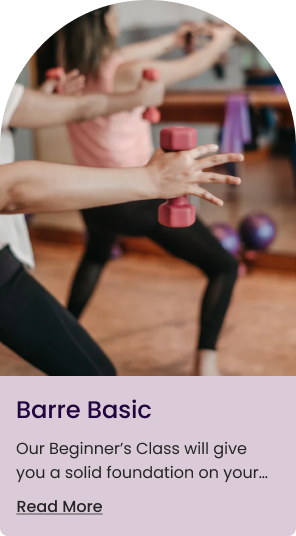 Barre Basic
Our Beginner’s Class will give
you a solid foundation on your...
Read More